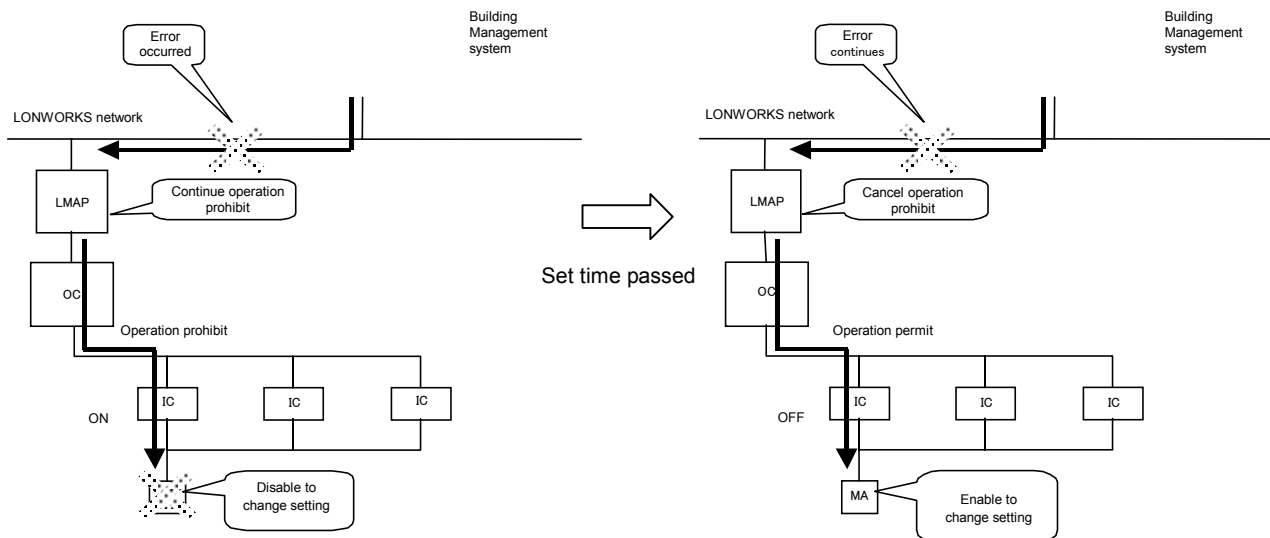 Error
occurred
Building
Management
system
LONWORKS network
LMAP
Continue operation
prohibit
OC
Operation prohibit
IC
IC
IC
ON
Disable to
change setting
Set time passed
Error
continues
Building
Management
system
LONWORKS network
LMAP
Cancel operation
prohibit
OC
Operation permit
IC
IC
IC
OFF
MA
Enable to
change setting